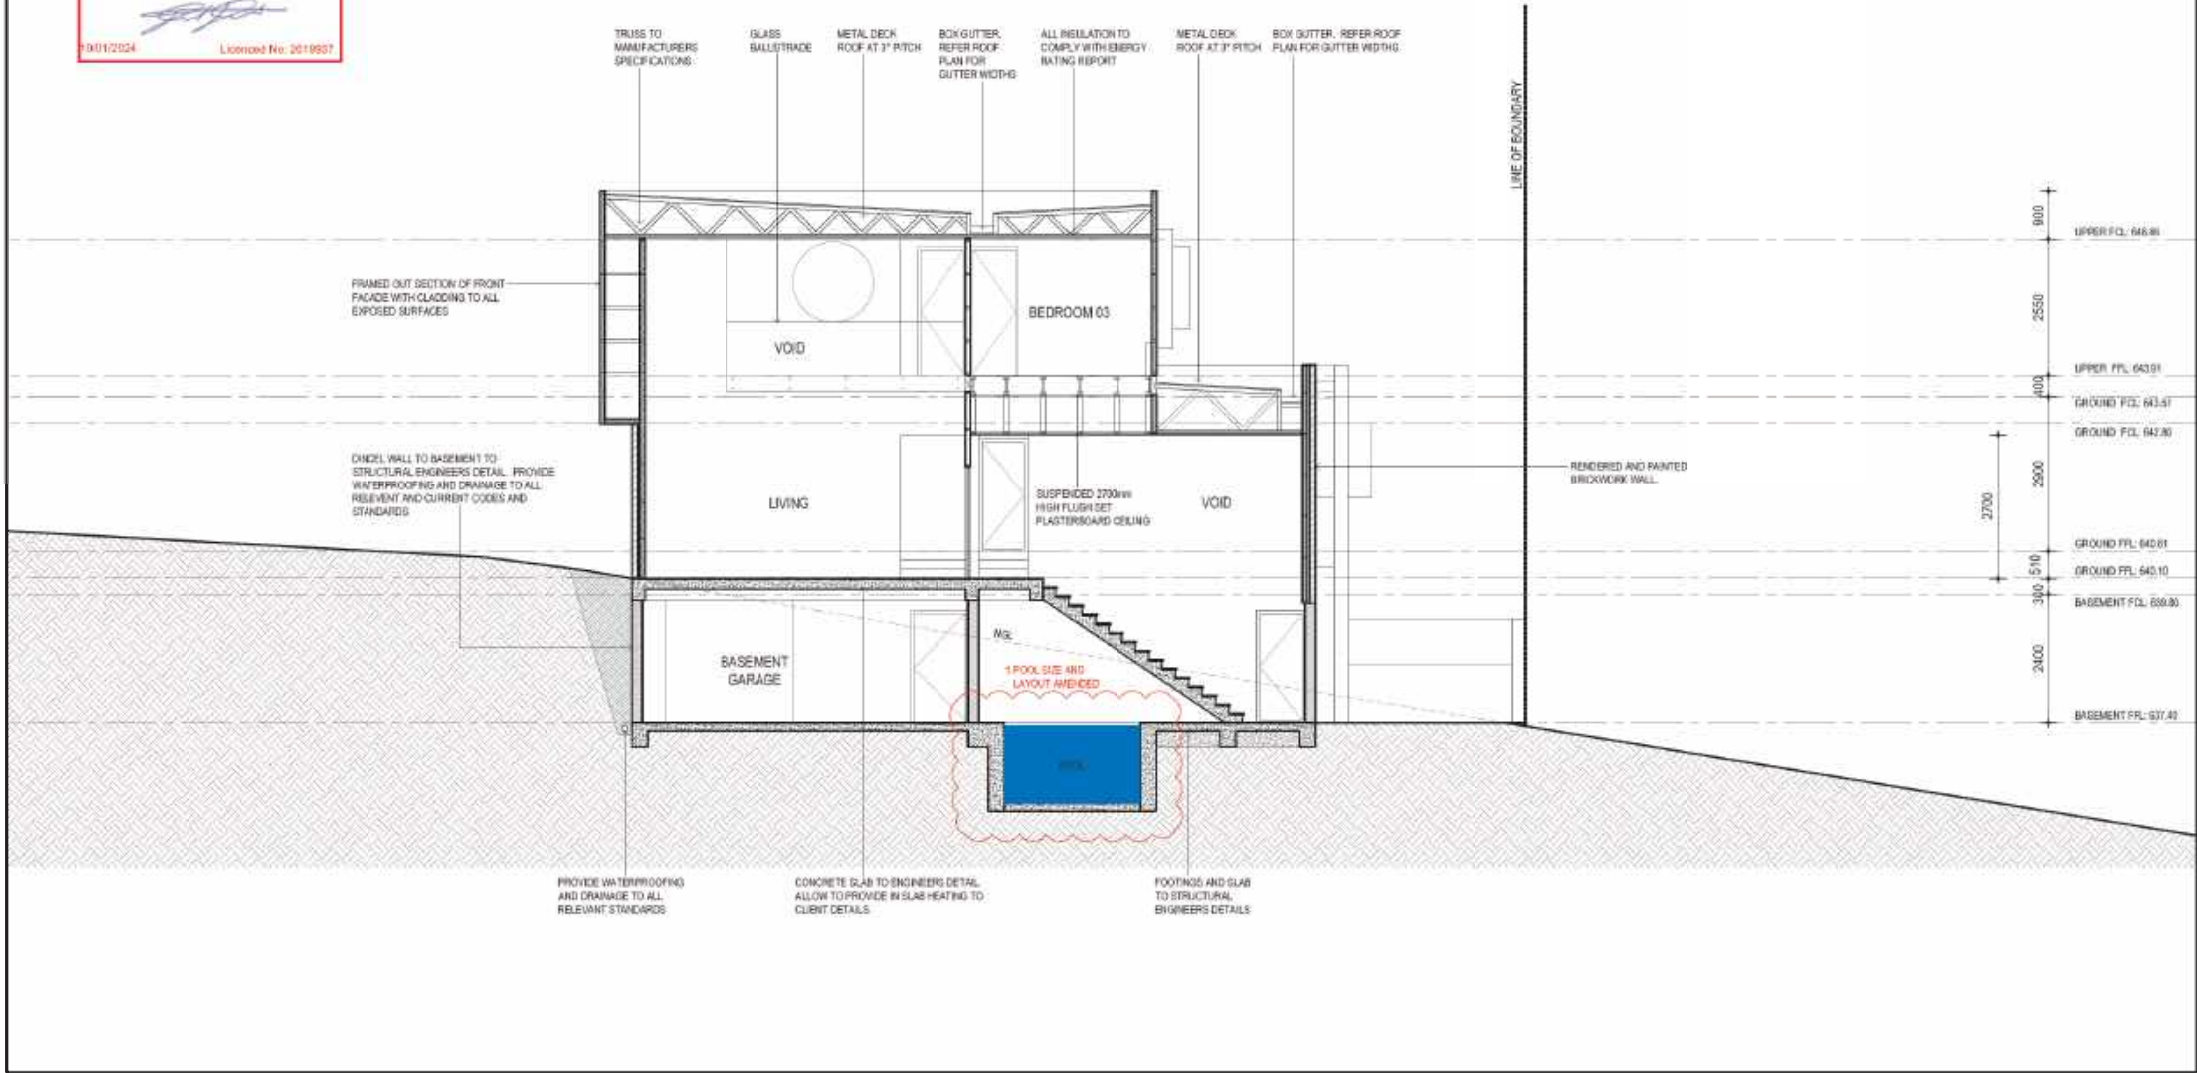 19/01/2024
Licenced No: 2019937
TRUSS TO
MANUFACTURERS
SPECIFICATIONS
GLASS
BALUSTRADE
METAL DECK
ROOF AT 3° PITCH
BOX GUTTER,
REFER ROOF
PLAN FOR
GUTTER WIDTHS
ALL INSULATION TO
COMPLY WITH ENERGY
RATING REPORT
METAL DECK
ROOF AT 3° PITCH
BOX GUTTER, REFER ROOF
PLAN FOR GUTTER WIDTHS
LINE OF BOUNDARY
900
UPPER FCL: 646.46
FRAMED OUT SECTION OF FRONT
FACADE WITH CLADDING TO ALL
EXPOSED SURFACES
BEDROOM 03
VOID
2550
UPPER FFL: 643.91
400
GROUND FCL: 643.51
GROUND FCL: 642.80
DINCEL WALL TO BASEMENT TO
STRUCTURAL ENGINEERS DETAIL. PROVIDE
WATERPROOFING AND DRAINAGE TO ALL
RELEVENT AND CURRENT CODES AND
STANDARDS
RENDERED AND PAINTED
BRICKWORK WALL.
2900
2700
LIVING
SUSPENDED 2700mm
HIGH FLUSH SET
PLASTERBOARD CEILING
VOID
GROUND FFL: 640.61
510
GROUND FFL: 640.10
300
BASEMENT FCL: 639.80
NGL
BASEMENT
GARAGE
POOL SIZE AND
LAYOUT AMENDED
2400
BASEMENT FFL: 637.40
POOL
PROVIDE WATERPROOFING
AND DRAINAGE TO ALL
RELEVANT STANDARDS
CONCRETE SLAB TO ENGINEERS DETAIL.
ALLOW TO PROVIDE IN SLAB HEATING TO
CLIENT DETAILS
FOOTINGS AND SLAB
TO STRUCTURAL
ENGINEERS DETAILS